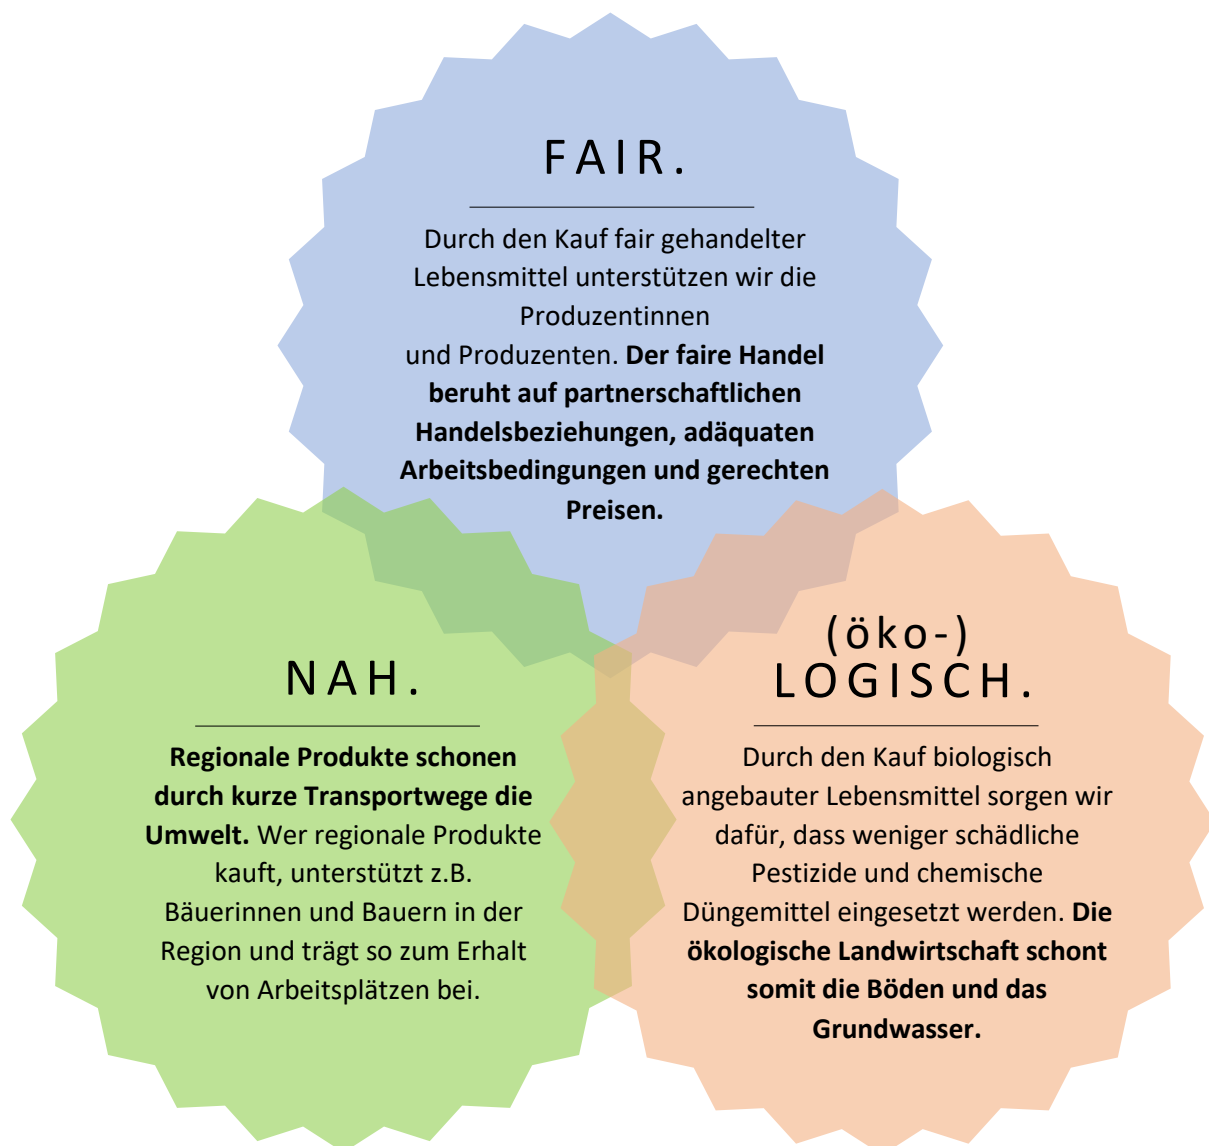 FAIR.
Durch den Kauf fair gehandelter
Lebensmittel unterstützen wir die
Produzentinnen
und Produzenten. Der faire Handel
beruht auf partnerschaftlichen
Handelsbeziehungen, adäquaten
Arbeitsbedingungen und gerechten
Preisen.
NAH.
Regionale Produkte schonen
durch kurze Transportwege die
Umwelt. Wer regionale Produkte
kauft, unterstützt z.B.
Bäuerinnen und Bauern in der
Region und trägt so zum Erhalt
von Arbeitsplätzen bei.
(öko-)
LOGISCH.
Durch den Kauf biologisch
angebauter Lebensmittel sorgen wir
dafür, dass weniger schädliche
Pestizide und chemische
Düngemittel eingesetzt werden. Die
ökologische Landwirtschaft schont
somit die Böden und das
Grundwasser.